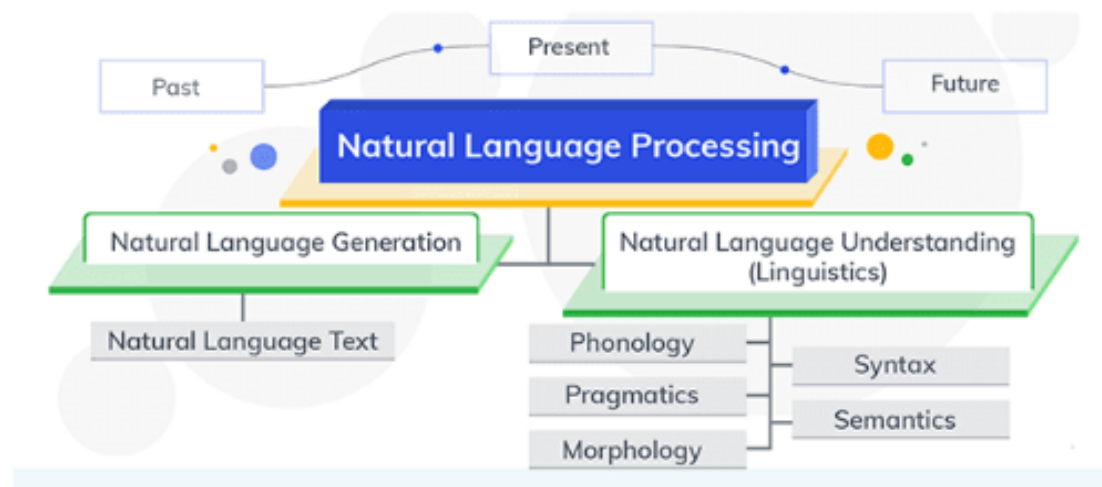 Present
Past
Future
Natural Language Processing
Natural Language Generation
Natural Language Understanding
(Linguistics)
Natural Language Text
Phonology
Syntax
Pragmatics
Semantics
Morphology